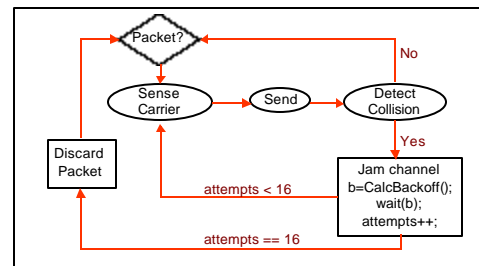 Packet?
No
Sense
Carrier
Send
Detect
Collision
Yes
Discard
Packet
Jam channel
b=CalcBackoff();
wait(b);
attempts++;
attempts < 16
attempts == 16